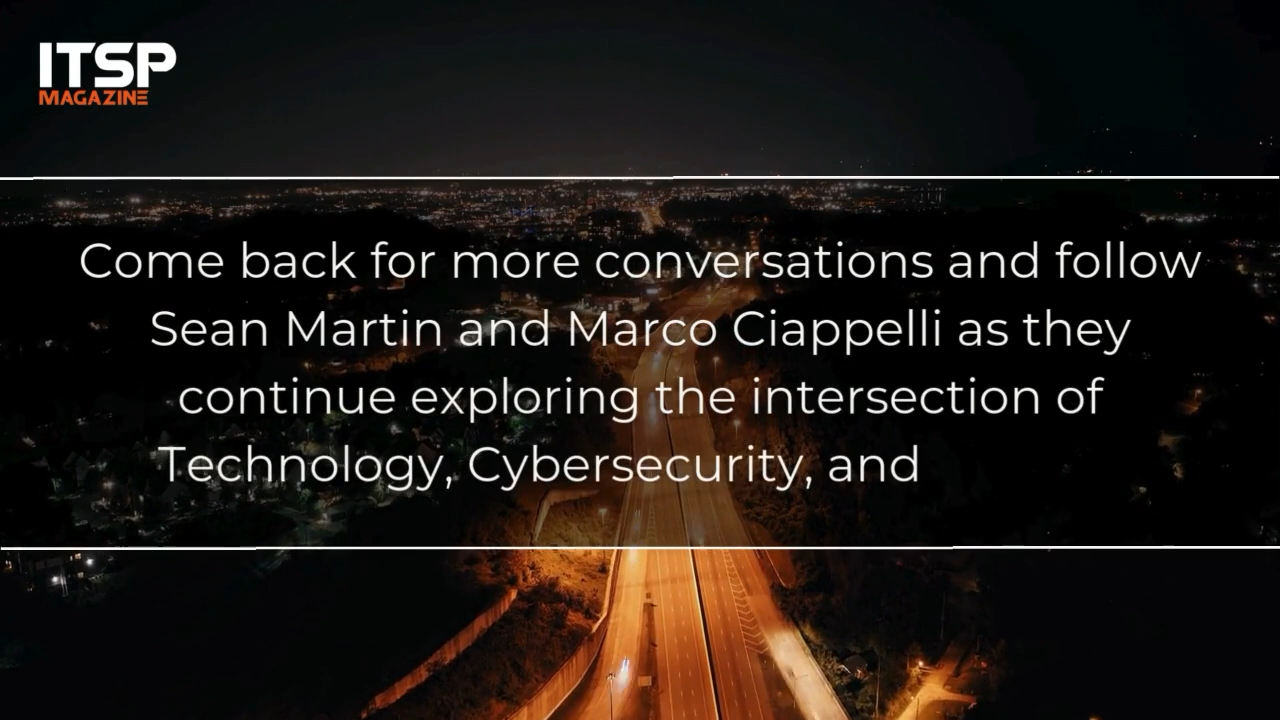 ITSP
MAGAZINE
Come back for more conversations and follow
Sean Martin and Marco Ciappelli as they
continue exploring the intersection of
Technology, Cybersecurity, and